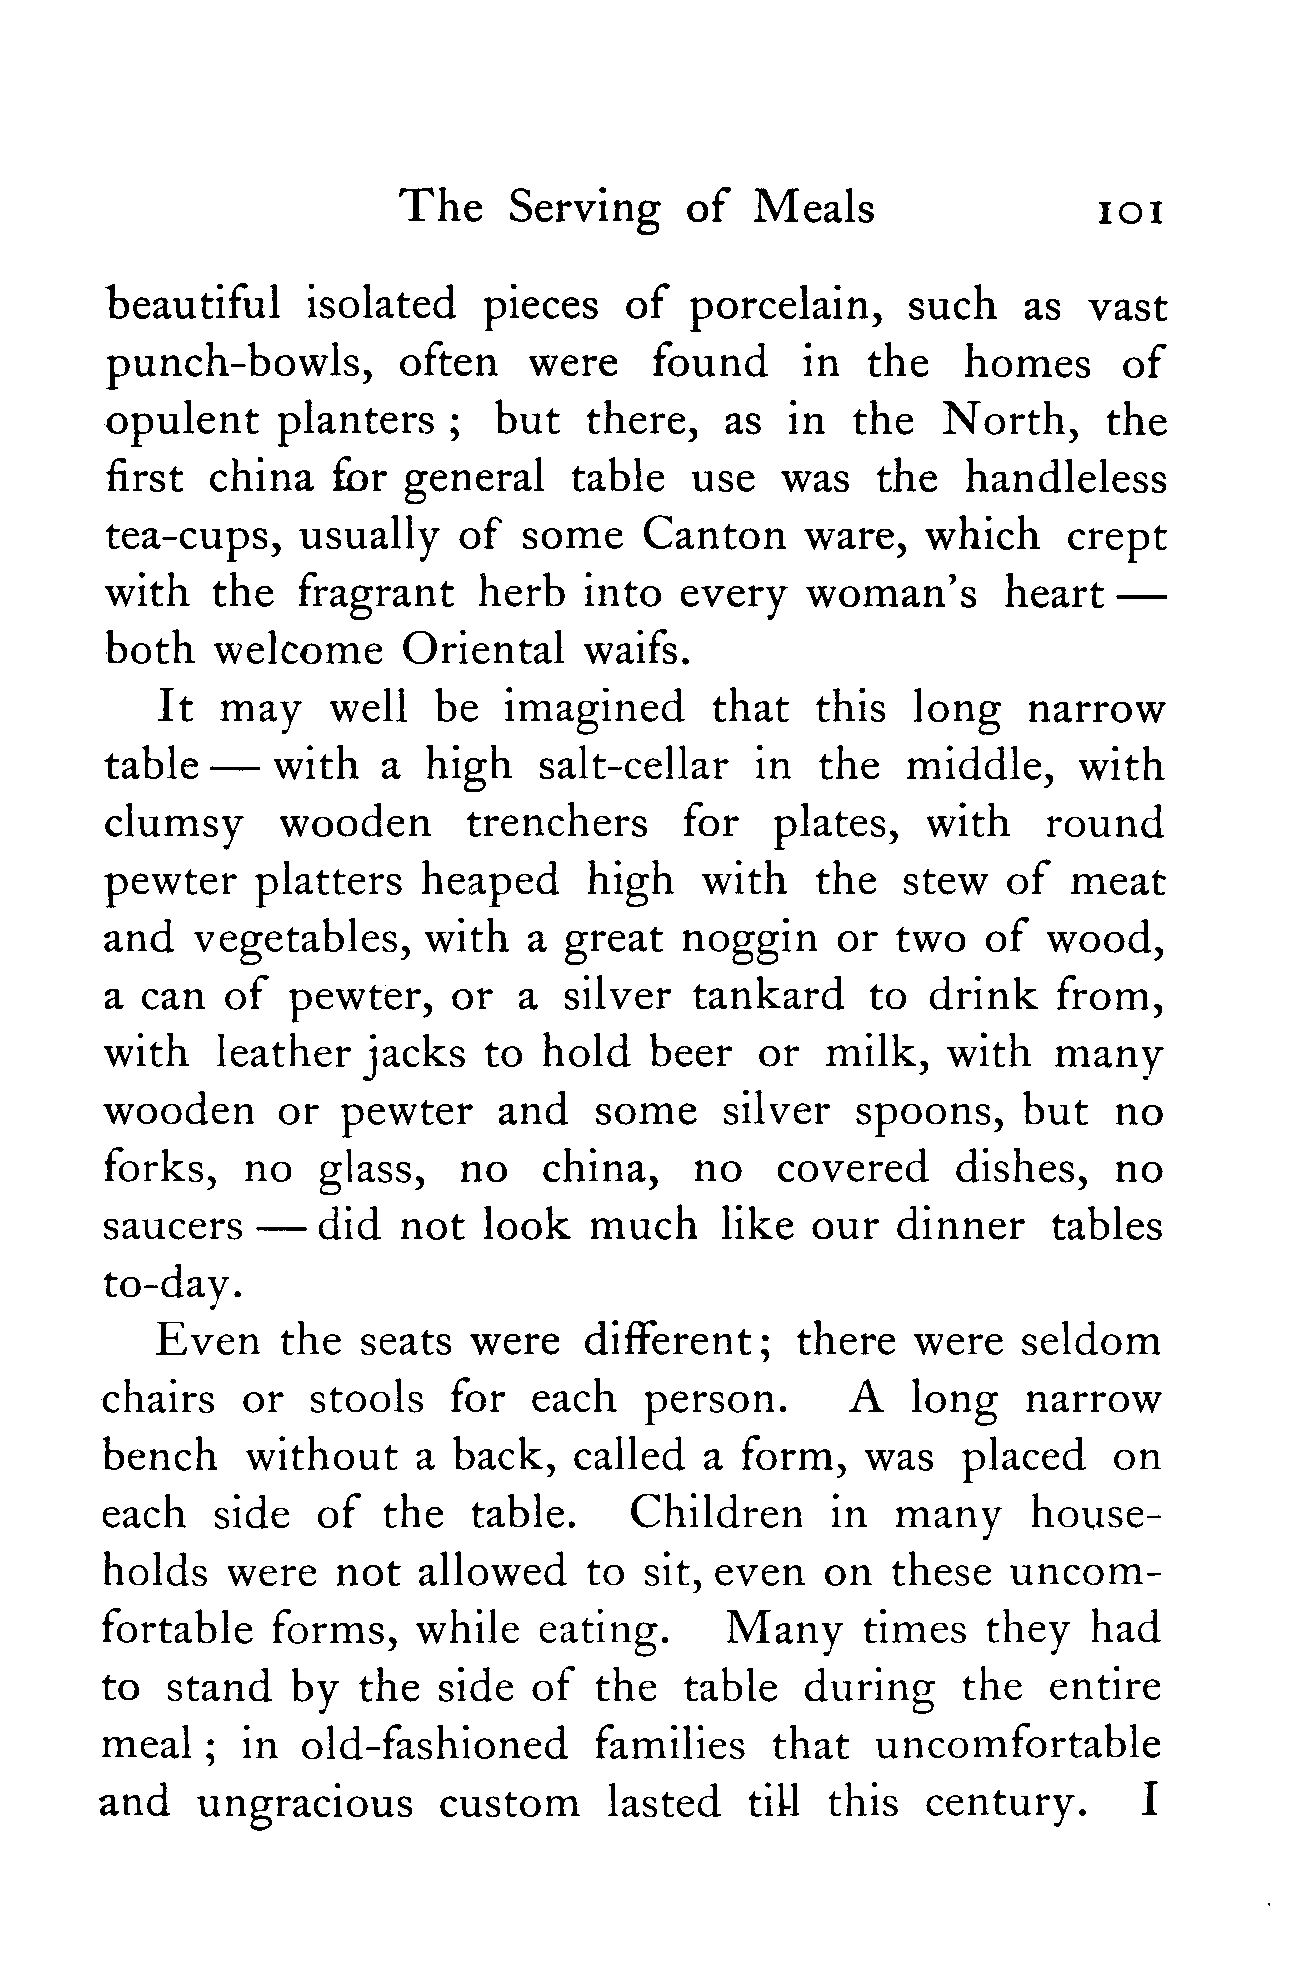 The Serving of Meals 101
beautiful isolated pieces of porcelain, such as vast
punch-bowls, often were found in the homes of
opulent planters ; but there, as in the North, the
first china for general table use was the handleless
tea-cups, usually of some Canton ware, which crept
with the fragrant herb into every woman's heart —
both welcome Oriental waifs.
It may well be imagined that this long narrow
table — with a high salt-cellar in the middle, with
clumsy wooden trenchers for plates, with round
pewter platters heaped high with the stew of meat
and vegetables, with a great noggin or two of wood,
a can of pewter, or a silver tankard to drink from,
with leather jacks to hold beer or milk, with many
wooden or pewter and some silver spoons, but no
forks, no glass, no china, no covered dishes, no
saucers — did not look much like our dinner tables
to-day.
Even the seats were different; there were seldom
chairs or stools for each person. A long narrow
bench without a back, called a form, was placed on
each side of the table. Children in many house-
holds were not allowed to sit, even on these uncom-
fortable forms, while eating. Many times they had
to stand by the side of the table during the entire
meal ; in old-fashioned families that uncomfortable
and ungracious custom lasted till this century. I